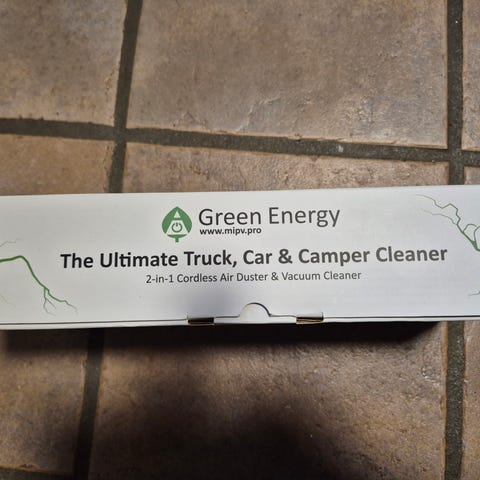 Green Energy
www.mipv.pro
The Ultimate Truck, Car & Camper Cleaner
2-in-1 Cordless Air Duster & Vacuum Cleaner